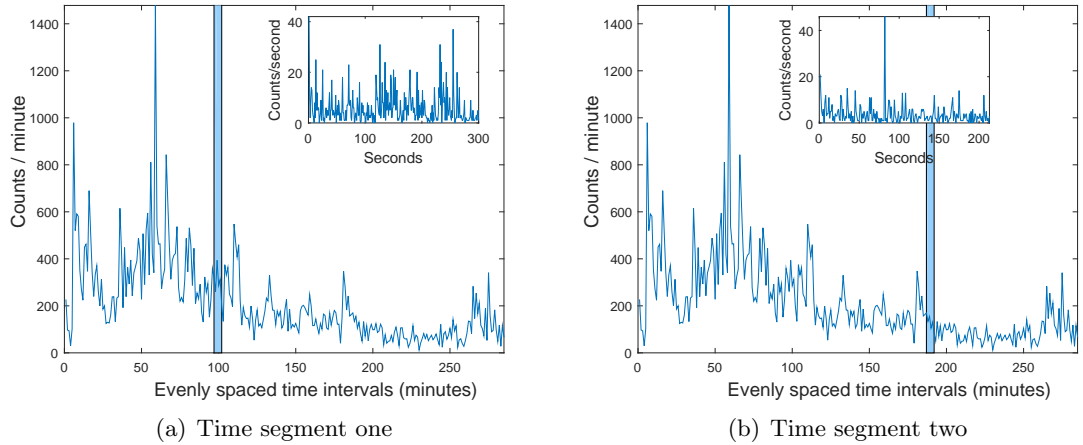 1400
1200
1000
800
600
400
200
0
Counts / minute
0 50 100 150 200 250
Evenly spaced time intervals (minutes)
40
20
0
Counts/second
0 100 200 300
Seconds
(a) Time segment one
1400
1200
1000
800
600
400
200
0
Counts / minute
0 50 100 150 200 250
Evenly spaced time intervals (minutes)
40
20
0
Counts/second
0 50 100 150 200
Seconds
(b) Time segment two